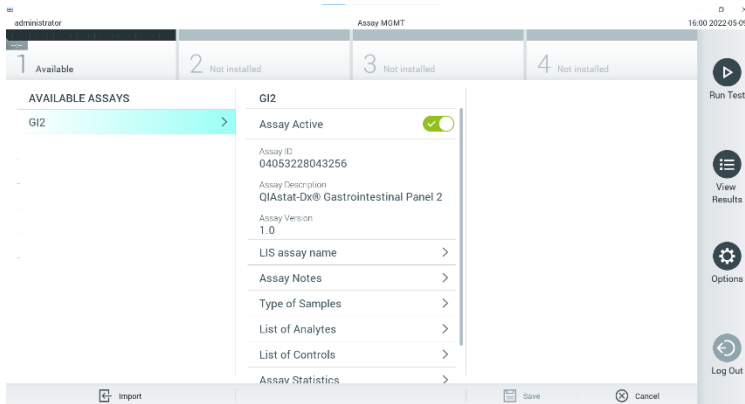 administrator
Assay MGMT
16:00 2022-05-09
1 Available
2 Not installed
3 Not installed
4 Not installed
Run Test
View Results
Options
Log Out
AVAILABLE ASSAYS
GI2
GI2
Assay Active
Assay ID
04053228043256
Assay Description
QIAstat-Dx® Gastrointestinal Panel 2
Assay Version
1.0
LIS assay name
Assay Notes
Type of Samples
List of Analytes
List of Controls
Assay Statistics
Import
Save
Cancel